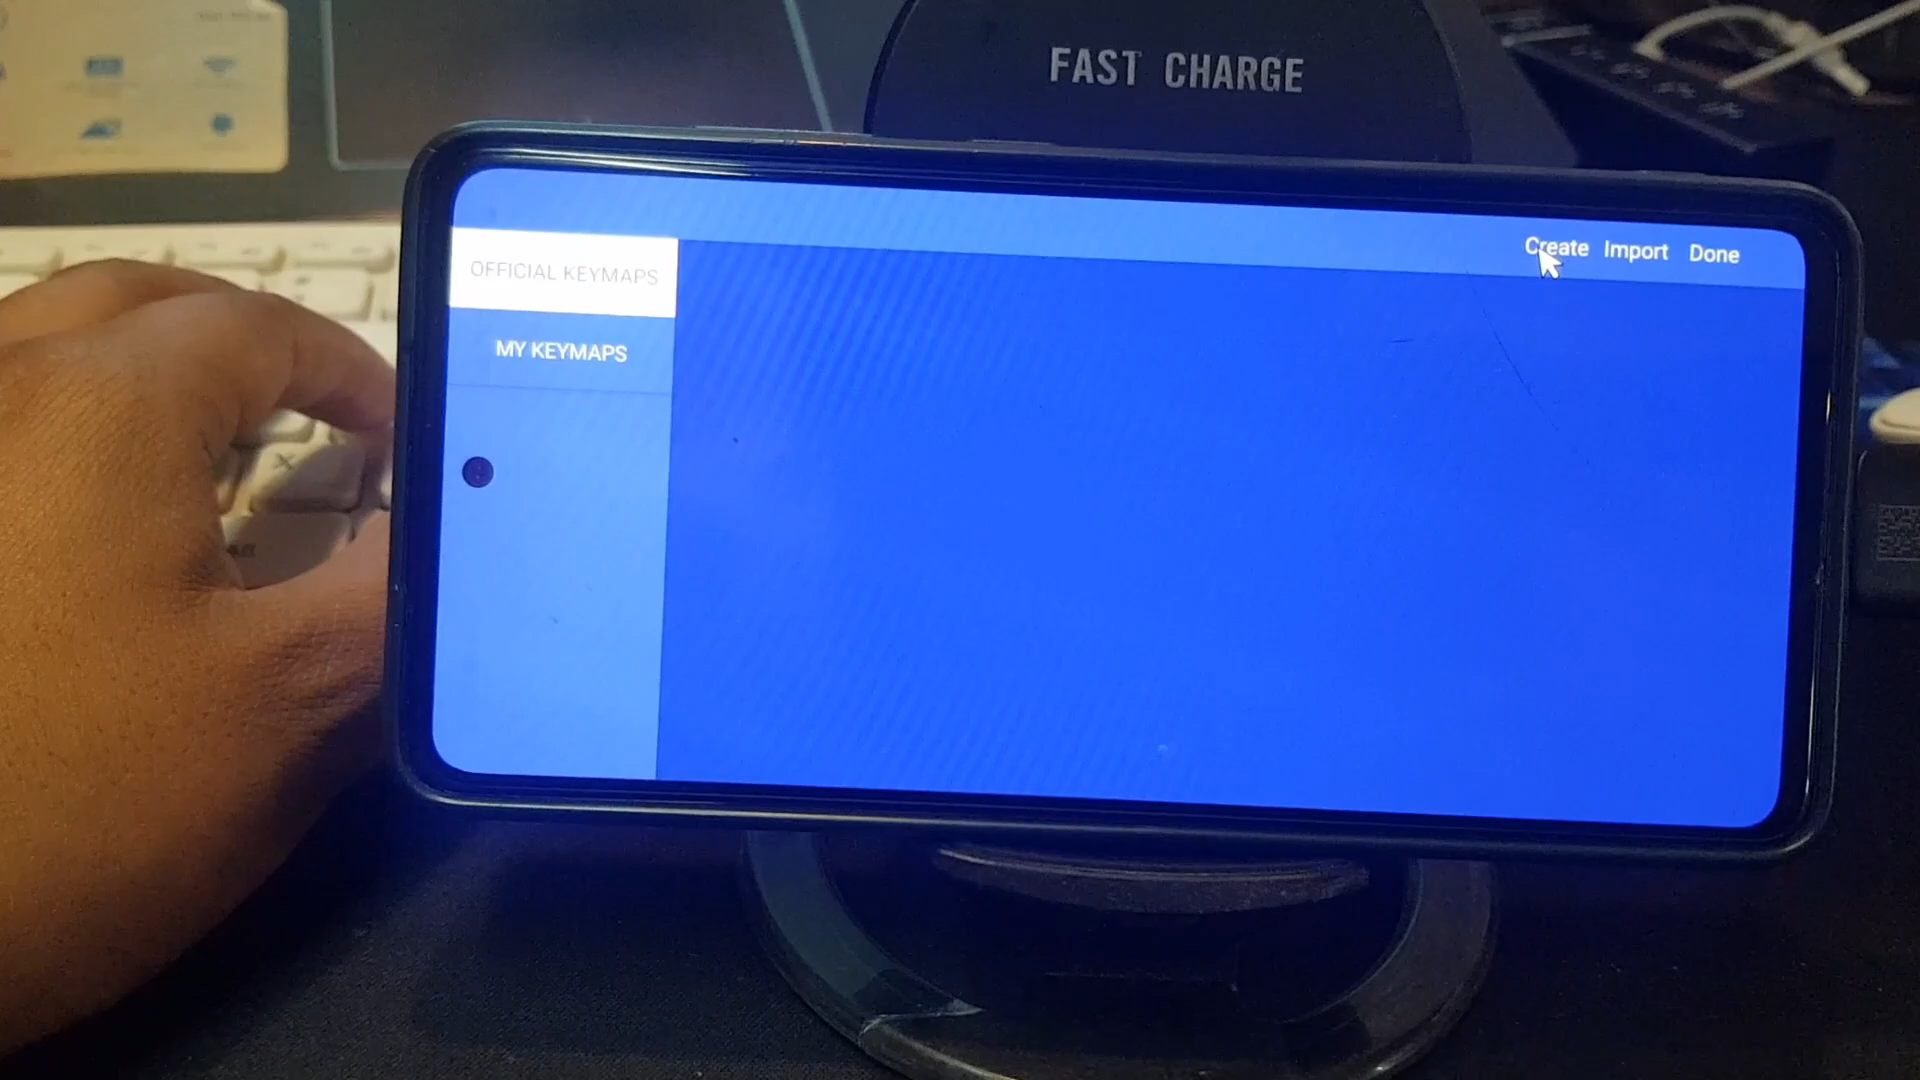 FAST CHARGE
Create Import Done
OFFICIAL KEYMAPS
MY KEYMAPS
X